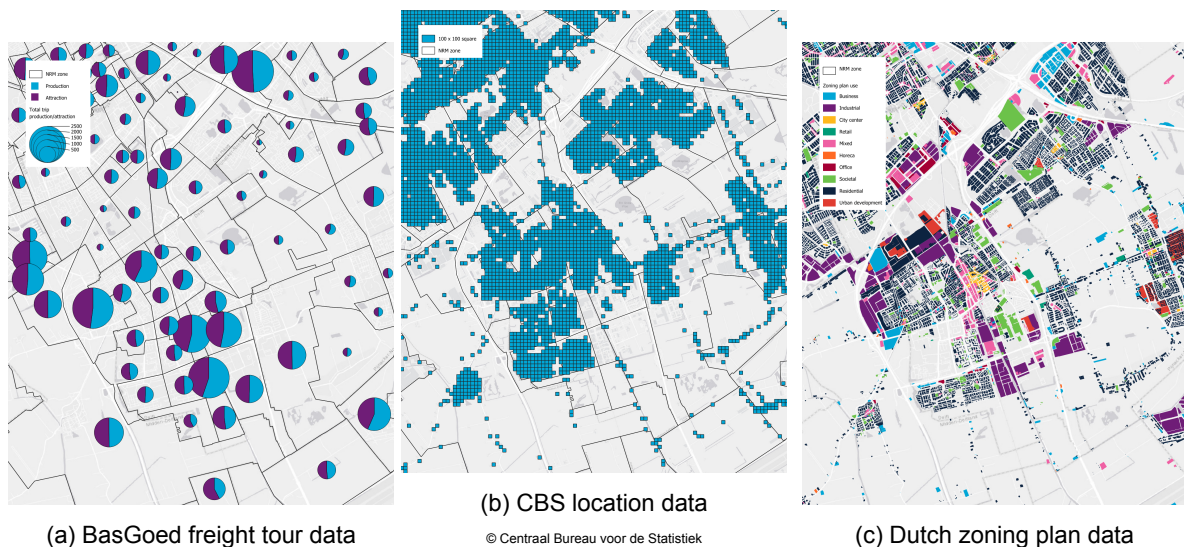 NRM zone
Production
Attraction
Total trip
production/attraction
2500
2000
1500
1000
500
(a) BasGoed freight tour data
100 x 100 square
NRM zone
(b) CBS location data
© Centraal Bureau voor de Statistiek
NRM zone
Zoning plan use
Business
Industrial
City center
Retail
Mixed
Horeca
Office
Societal
Residential
Urban development
(c) Dutch zoning plan data